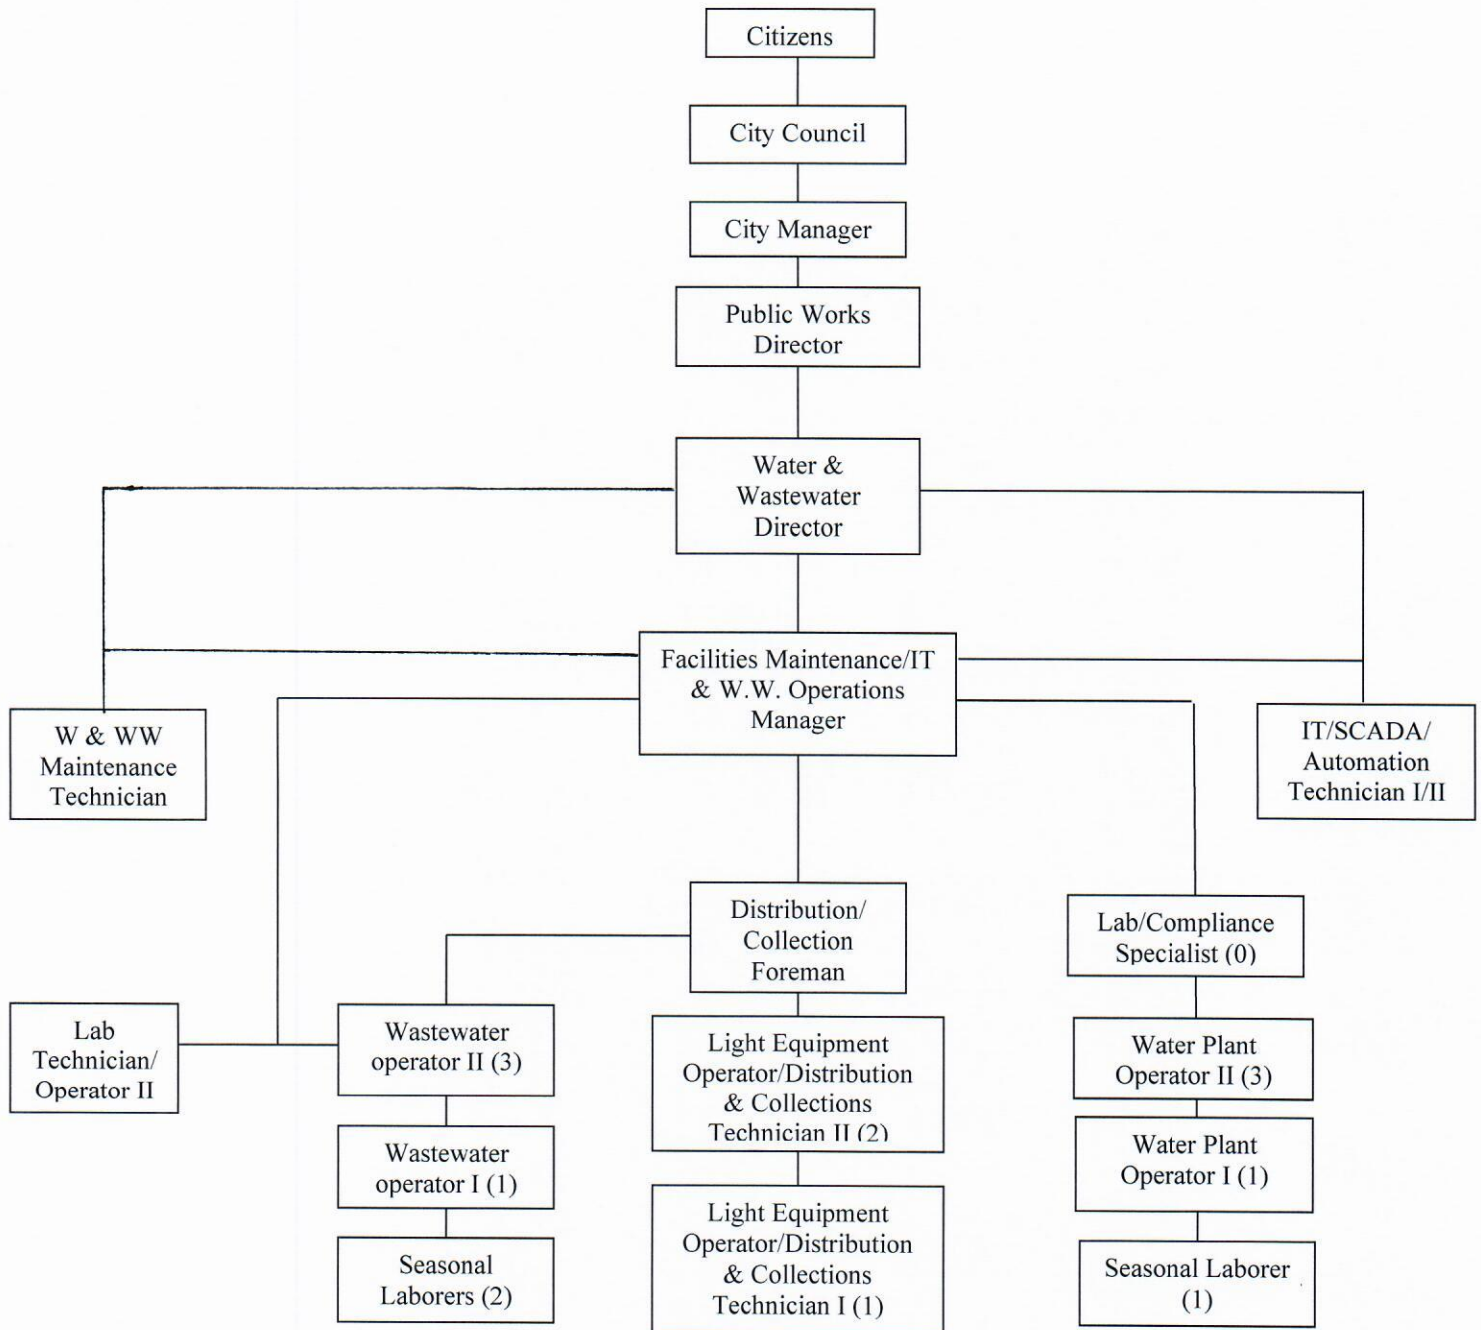 Citizens
City Council
City Manager
Public Works
Director
Water &
Wastewater
Director
Facilities Maintenance/IT
& W.W. Operations
Manager
W & WW
Maintenance
Technician
IT/SCADA/
Automation
Technician I/II
Distribution/
Collection
Foreman
Lab/Compliance
Specialist (0)
Lab
Technician/
Operator II
Wastewater
operator II (3)
Light Equipment
Operator/Distribution
& Collections
Technician II (2)
Water Plant
Operator II (3)
Wastewater
operator I (1)
Water Plant
Operator I (1)
Light Equipment
Operator/Distribution
& Collections
Technician I (1)
Seasonal
Laborers (2)
Seasonal Laborer
(1)